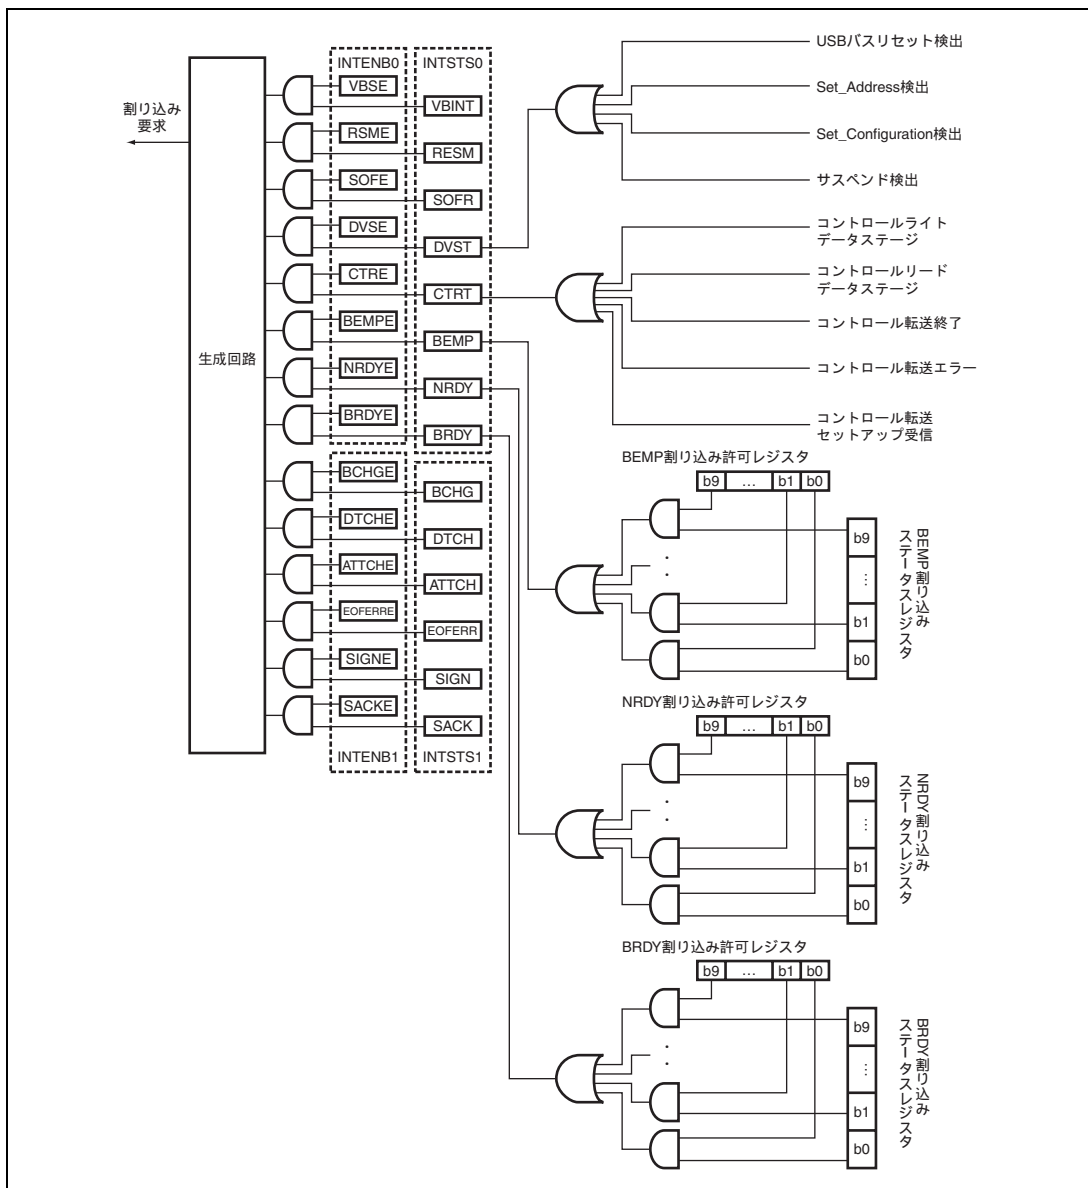 割り込み
要求
生成回路
INTENB0
VBSE
RSME
SOFE
DVSE
CTRE
BEMPE
NRDYE
BRDYE
BCHGE
DTCHE
ATTCHE
EOFERRE
SIGNE
SACKE
INTENB1
INTSTS0
VBINT
RESM
SOFR
DVST
CTRT
BEMP
NRDY
BRDY
BCHG
DTCH
ATTCH
EOFERR
SIGN
SACK
INTSTS1
USBバスリセット検出
Set_Address検出
Set_Configuration検出
サスペンド検出
コントロールライト
データステージ
コントロールリード
データステージ
コントロール転送終了
コントロール転送エラー
コントロール転送
セットアップ受信
BEMP割り込み許可レジスタ
b9 … b1 b0
b9
…
b1
b0
BEMP割り込み
ステータスレジスタ
NRDY割り込み許可レジスタ
b9 … b1 b0
b9
…
b1
b0
NRDY割り込み
ステータスレジスタ
BRDY割り込み許可レジスタ
b9 … b1 b0
b9
…
b1
b0
BRDY割り込み
ステータスレジスタ